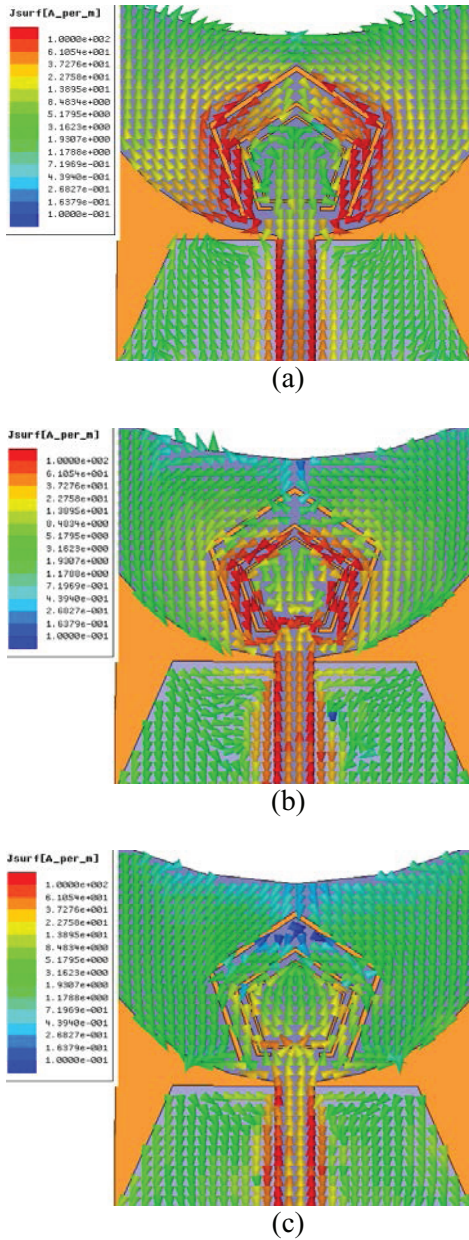 Jsurf[A_per_m]
1.0000e+002
6.1054e+001
3.7276e+001
2.2758e+001
1.3895e+001
8.4834e+000
5.1795e+000
3.1623e+000
1.9307e+000
1.1788e+000
7.1969e-001
4.3940e-001
2.6827e-001
1.6379e-001
1.0000e-001
(a)
Jsurf[A_per_m]
1.0000e+002
6.1054e+001
3.7276e+001
2.2758e+001
1.3895e+001
8.4834e+000
5.1795e+000
3.1623e+000
1.9307e+000
1.1788e+000
7.1969e-001
4.3940e-001
2.6827e-001
1.6379e-001
1.0000e-001
(b)
Jsurf[A_per_m]
1.0000e+002
6.1054e+001
3.7276e+001
2.2758e+001
1.3895e+001
8.4834e+000
5.1795e+000
3.1623e+000
1.9307e+000
1.1788e+000
7.1969e-001
4.3940e-001
2.6827e-001
1.6379e-001
1.0000e-001
(c)